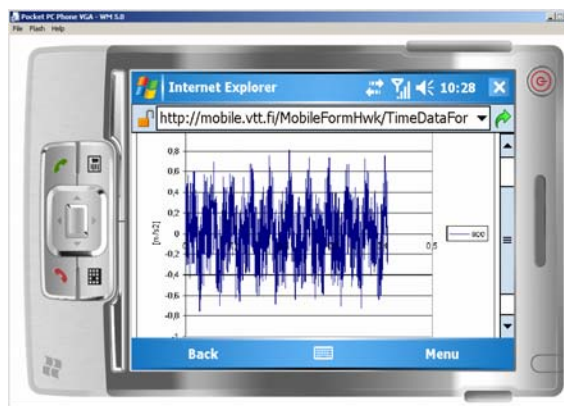 Pocket PC Phone VGA - WM 5.0
File Flash Help
Internet Explorer 10:28
http://mobile.vtt.fi/MobileFormHwk/TimeDataFor
0,8
0,6
0,4
0,2
0
0,5
-0,2
-0,4
-0,6
-0,8
-1
Back Menu